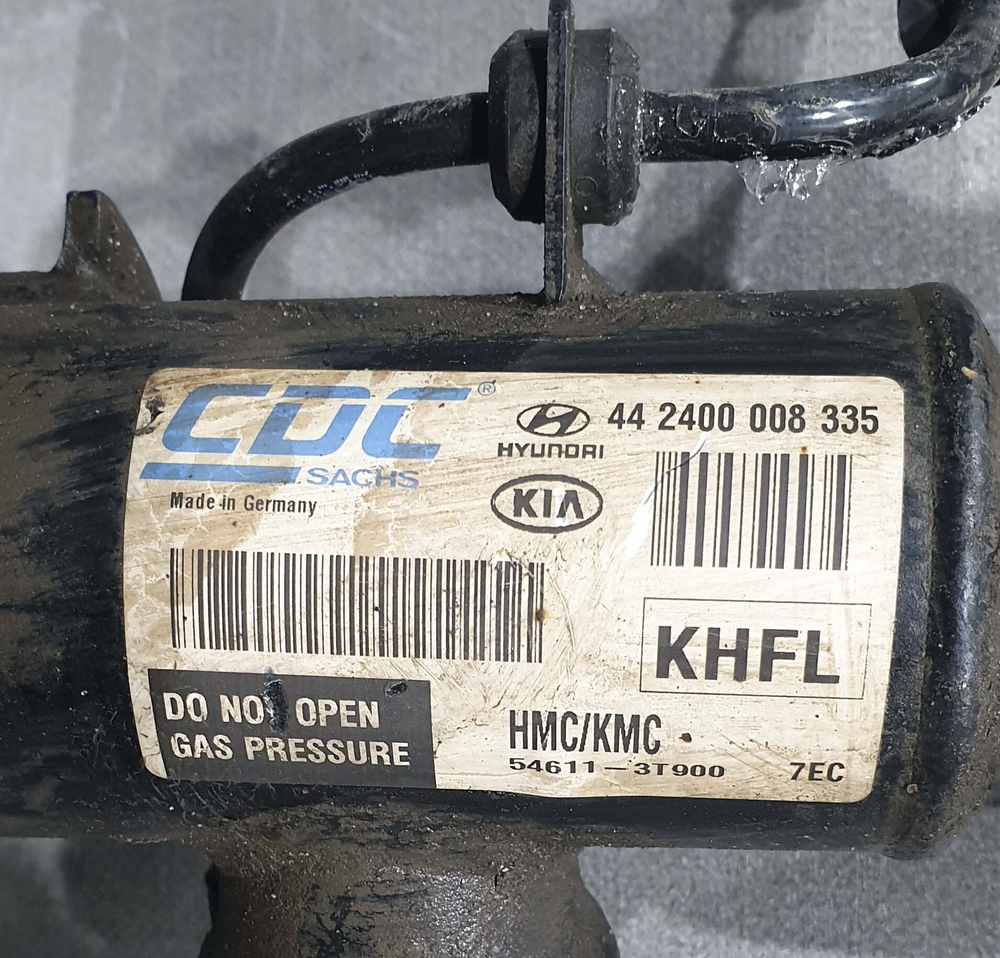 CDC®
SACHS
Made in Germany
HYUNDAI
KIA
44 2400 008 335
KHFL
DO NOT OPEN
GAS PRESSURE
HMC/KMC
54611-3T900 7EC